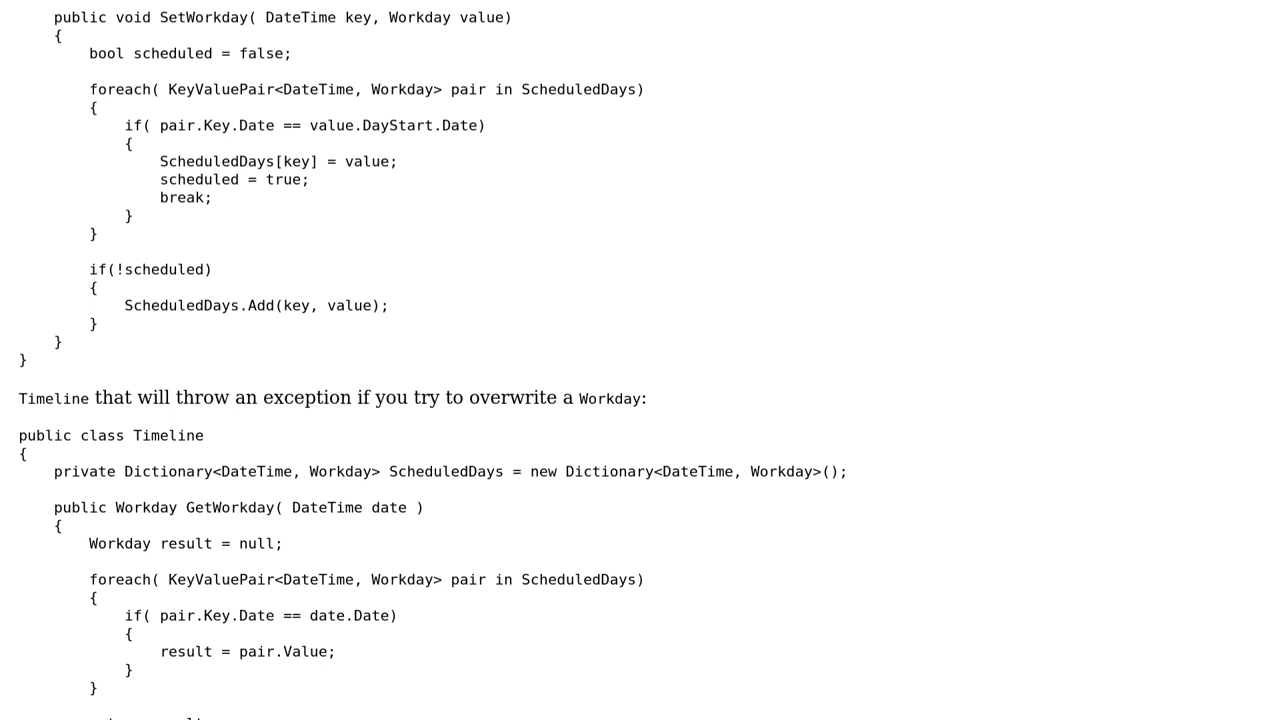 public void SetWorkday( DateTime key, Workday value)
{
bool scheduled = false;
foreach( KeyValuePair<DateTime, Workday> pair in ScheduledDays)
{
if( pair.Key.Date == value.DayStart.Date)
{
ScheduledDays[key] = value;
scheduled = true;
break;
}
}
if(!scheduled)
{
ScheduledDays.Add(key, value);
}
}
}
Timeline that will throw an exception if you try to overwrite a Workday:
public class Timeline
{
private Dictionary<DateTime, Workday> ScheduledDays = new Dictionary<DateTime, Workday>();
public Workday GetWorkday( DateTime date )
{
Workday result = null;
foreach( KeyValuePair<DateTime, Workday> pair in ScheduledDays)
{
if( pair.Key.Date == date.Date)
{
result = pair.Value;
}
}